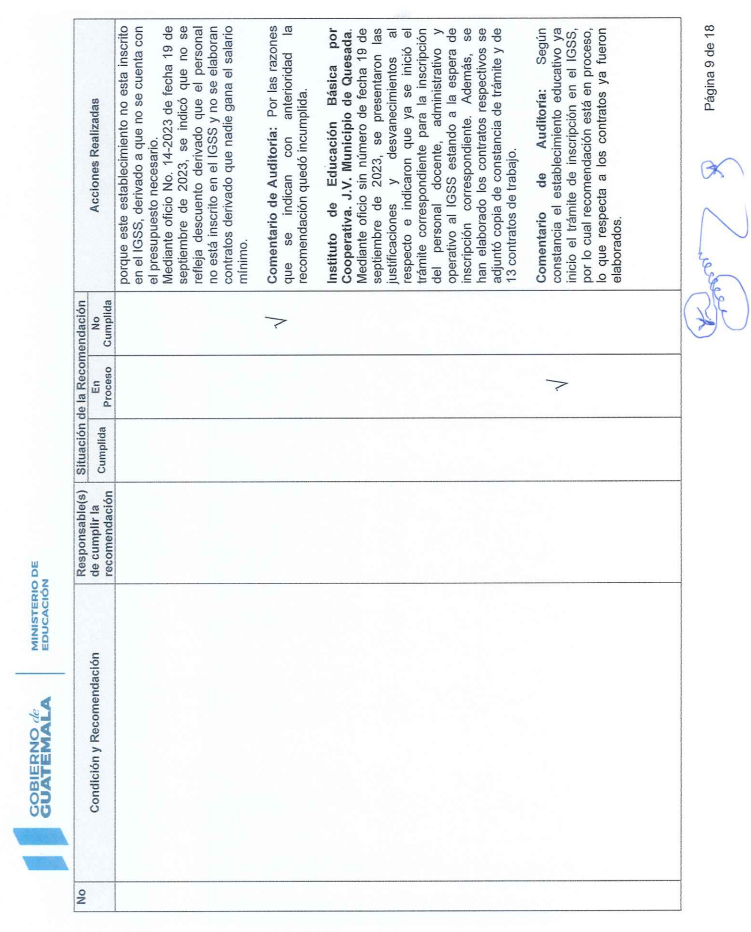 GOBIERNO de
GUATEMALA
MINISTERIO DE
EDUCACIÓN
No
Condición y Recomendación
Responsable(s)
de cumplir la
recomendación
Situación de la Recomendación
Cumplida
En
Proceso
No
Cumplida
Acciones Realizadas
porque este establecimiento no esta inscrito
en el IGSS, derivado a que no se cuenta con
el presupuesto necesario.
Mediante oficio No. 14-2023 de fecha 19 de
septiembre de 2023, se indicó que no se
refleja descuento derivado que el personal
no está inscrito en el IGSS y no se elaboran
contratos derivado que nadie gana el salario
mínimo.
Comentario de Auditoría: Por las razones
que se indican con anterioridad la
recomendación quedó incumplida.
√
Instituto de Educación Básica por
Cooperativa. J.V. Municipio de Quesada.
Mediante oficio sin número de fecha 19 de
septiembre de 2023, se presentaron las
justificaciones y desvanecimientos al
respecto e indicaron que ya se inició el
trámite correspondiente para la inscripción
del personal docente, administrativo y
operativo al IGSS estando a la espera de
inscripción correspondiente. Además, se
han elaborado los contratos respectivos se
adjuntó copia de constancia de trámite y de
13 contratos de trabajo.
Comentario de Auditoría: Según
constancia el establecimiento educativo ya
inicio el trámite de inscripción en el IGSS,
por lo cual recomendación está en proceso,
lo que respecta a los contratos ya fueron
elaborados.
√
Página 9 de 18